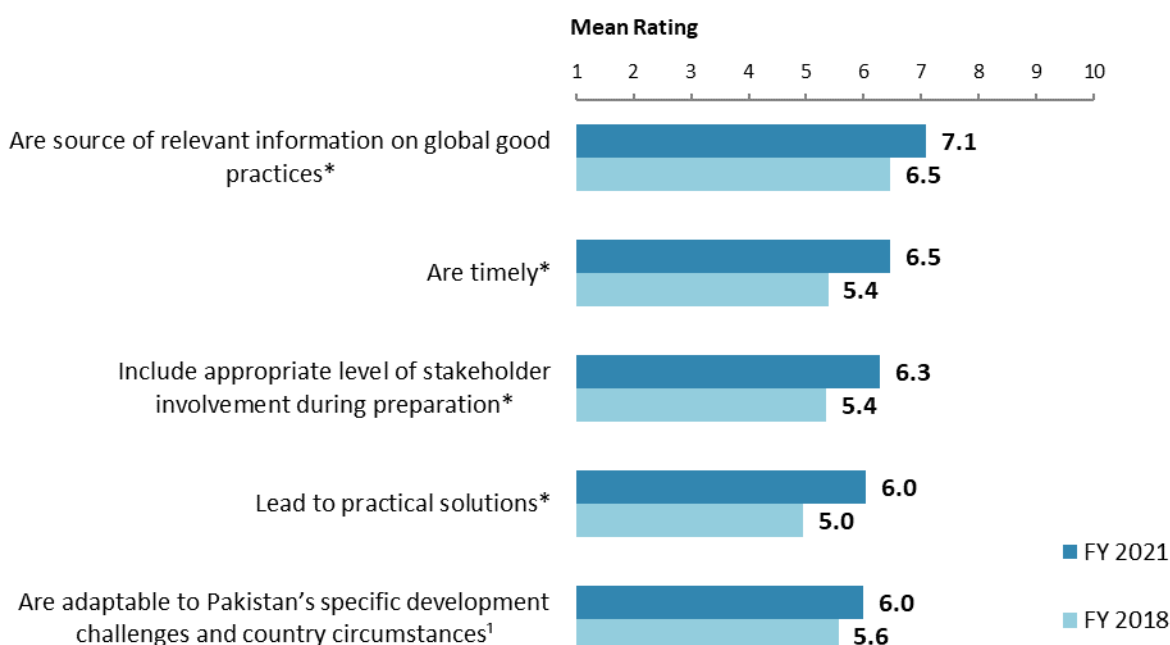 Mean Rating
1 2 3 4 5 6 7 8 9 10
Are source of relevant information on global good
practices*
7.1
6.5
Are timely*
6.5
5.4
Include appropriate level of stakeholder
involvement during preparation*
6.3
5.4
Lead to practical solutions*
6.0
5.0
Are adaptable to Pakistan’s specific development
challenges and country circumstances¹
6.0
5.6
FY 2021
FY 2018